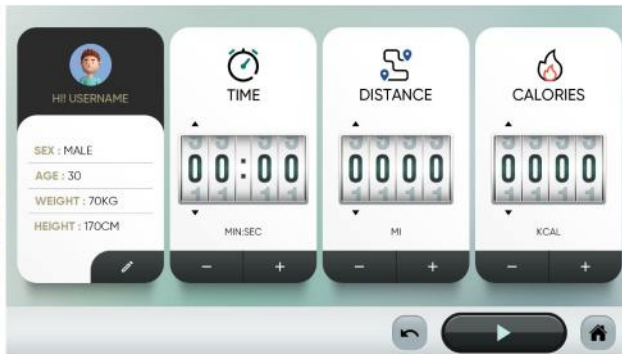 HI! USERNAME
SEX : MALE
AGE : 30
WEIGHT : 70KG
HEIGHT : 170CM
TIME
00:00
MIN:SEC
− +
DISTANCE
0000
MI
− +
CALORIES
0000
KCAL
− +